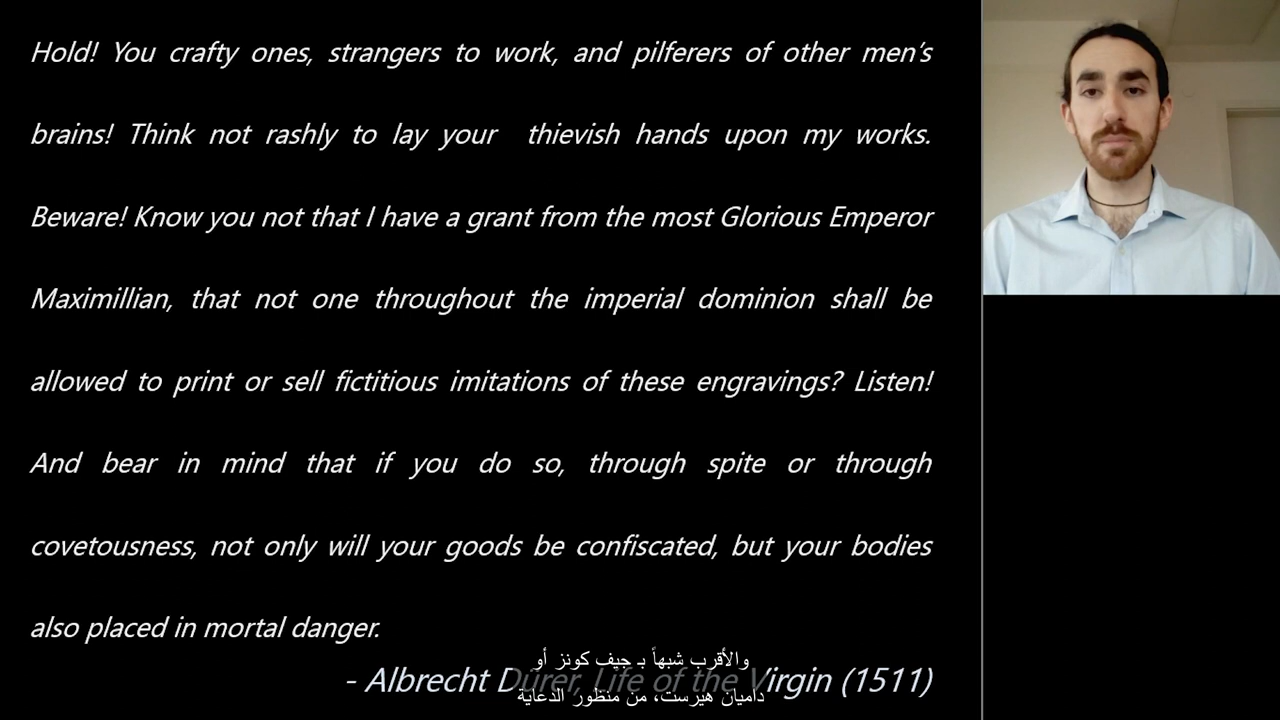 Hold! You crafty ones, strangers to work, and pilferers of other men's
brains! Think not rashly to lay your thievish hands upon my works.
Beware! Know you not that I have a grant from the most Glorious Emperor
Maximillian, that not one throughout the imperial dominion shall be
allowed to print or sell fictitious imitations of these engravings? Listen!
And bear in mind that if you do so, through spite or through
covetousness, not only will your goods be confiscated, but your bodies
also placed in mortal danger.
- Albrecht Dürer, Life of the Virgin (1511)
والأقرب شبهاً بـ جيف كونز أو
داميان هيرست، من منظور الدعاية